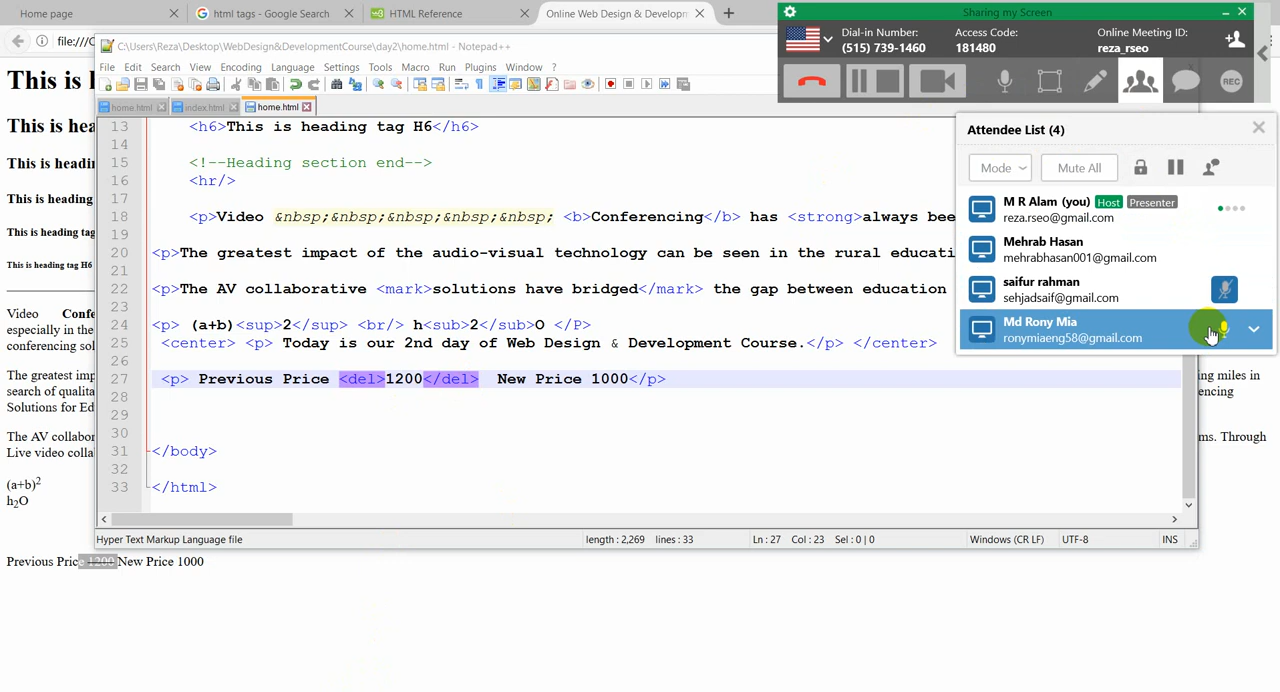 Home page
html tags - Google Search
HTML Reference
Online Web Design & Developm
file:///C
Sharing my Screen
Dial-in Number:
(515) 739-1460
Access Code:
181480
Online Meeting ID:
reza_rseo
REC
C:\Users\Reza\Desktop\WebDesign&DevelopmentCourse\day2\home.html - Notepad++
File Edit Search View Encoding Language Settings Tools Macro Run Plugins Window ?
home.html index.html home.html
13 <h6>This is heading tag H6</h6>
14
15 <!--Heading section end-->
16 <hr/>
17
18 <p>Video &nbsp;&nbsp;&nbsp;&nbsp;&nbsp; <b>Conferencing</b> has <strong>always bee
19
20 <p>The greatest impact of the audio-visual technology can be seen in the rural educati
21
22 <p>The AV collaborative <mark>solutions have bridged</mark> the gap between education
23
24 <p> (a+b)<sup>2</sup> <br/> h<sub>2</sub>O </P>
25 <center> <p> Today is our 2nd day of Web Design & Development Course.</p> </center>
26
27 <p> Previous Price <del>1200</del> New Price 1000</p>
28
29
30
31 </body>
32
33 </html>
Hyper Text Markup Language file length : 2,269 lines : 33 Ln : 27 Col : 23 Sel : 0 | 0 Windows (CR LF) UTF-8 INS
Attendee List (4)
Mode
Mute All
M R Alam (you) Host Presenter
reza.rseo@gmail.com
Mehrab Hasan
mehrabhasan001@gmail.com
saifur rahman
sehjadsaif@gmail.com
Md Rony Mia
ronymiaeng58@gmail.com
This is h
This is hea
This is headin
This is heading
This is heading tag
This is heading tag H6
Video Confe
especially in the
conferencing sol
The greatest imp
ing miles in
search of qualita
encing
Solutions for Ed
The AV collabor
ms. Through
Live video colla
(a+b)2
h2O
Previous Price 1200 New Price 1000